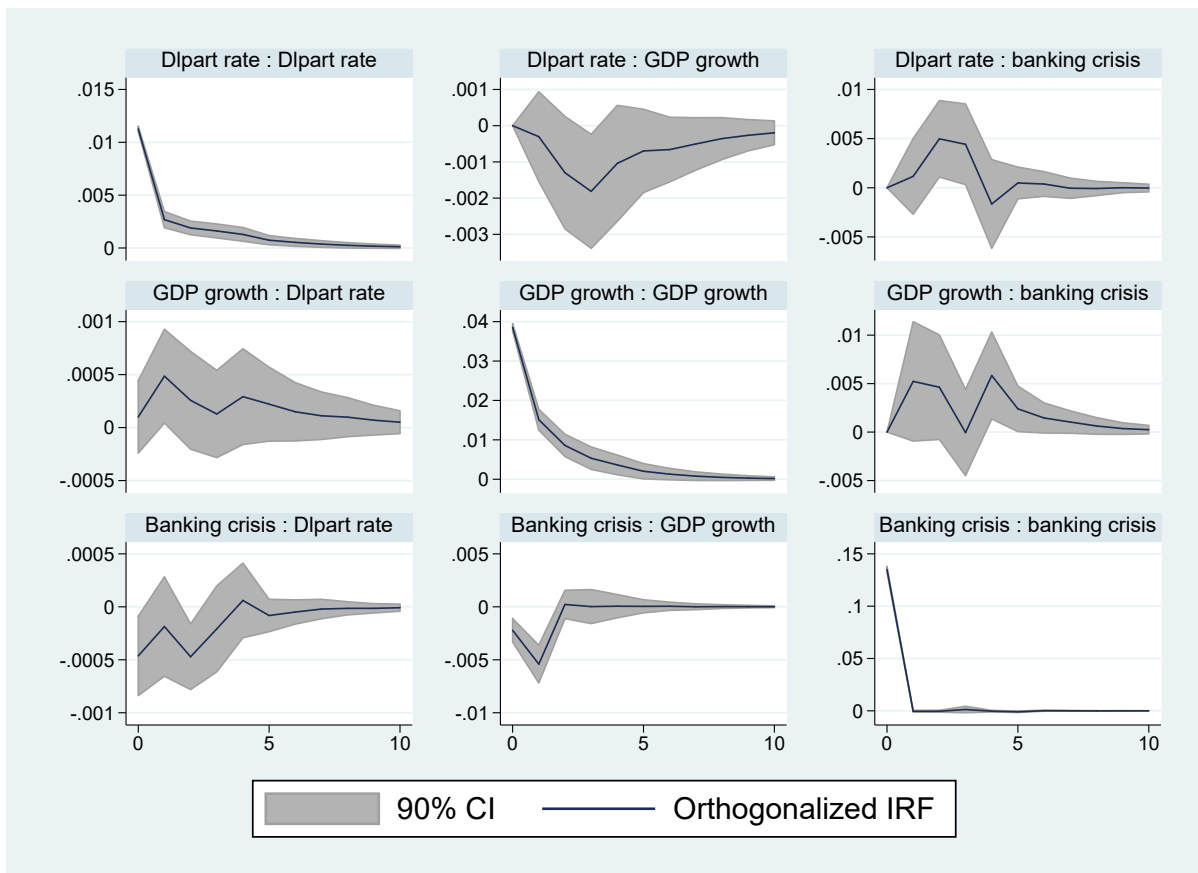 Dlpart rate : Dlpart rate
.015
.01
.005
0
Dlpart rate : GDP growth
.001
0
-.001
-.002
-.003
Dlpart rate : banking crisis
.01
.005
0
-.005
GDP growth : Dlpart rate
.001
.0005
0
-.0005
GDP growth : GDP growth
.04
.03
.02
.01
0
GDP growth : banking crisis
.01
.005
0
-.005
Banking crisis : Dlpart rate
.0005
0
-.0005
-.001
0 5 10
Banking crisis : GDP growth
.005
0
-.005
-.01
0 5 10
Banking crisis : banking crisis
.15
.1
.05
0
0 5 10
90% CI
Orthogonalized IRF